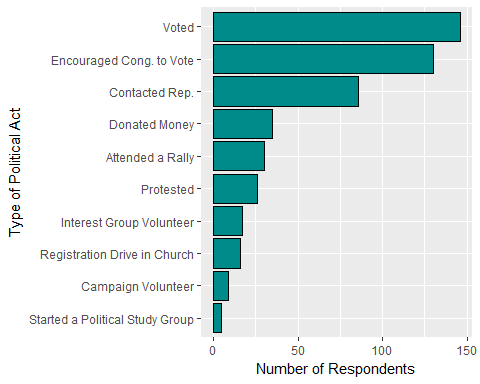 Type of Political Act
Voted
Encouraged Cong. to Vote
Contacted Rep.
Donated Money
Attended a Rally
Protested
Interest Group Volunteer
Registration Drive in Church
Campaign Volunteer
Started a Political Study Group
0 50 100 150
Number of Respondents